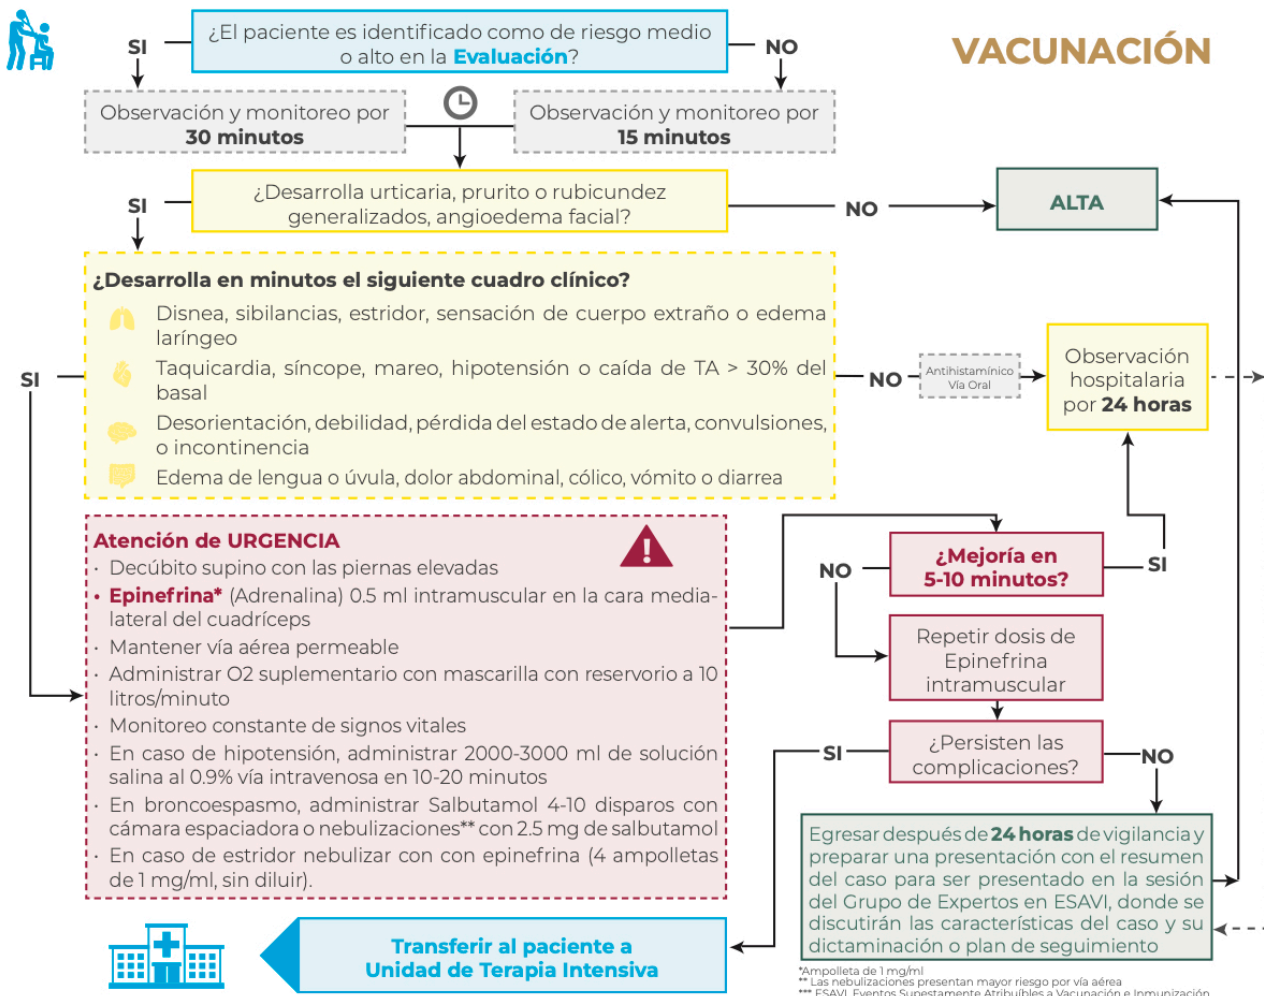 VACUNACIÓN
¿El paciente es identificado como de riesgo medio
o alto en la Evaluación?
SI
NO
Observación y monitoreo por
30 minutos
Observación y monitoreo por
15 minutos
¿Desarrolla urticaria, prurito o rubicundez
generalizados, angioedema facial?
SI
NO
ALTA
¿Desarrolla en minutos el siguiente cuadro clínico?
Disnea, sibilancias, estridor, sensación de cuerpo extraño o edema
laríngeo
Taquicardia, síncope, mareo, hipotensión o caída de TA > 30% del
basal
Desorientación, debilidad, pérdida del estado de alerta, convulsiones,
o incontinencia
Edema de lengua o úvula, dolor abdominal, cólico, vómito o diarrea
SI
NO
Antihistamínico
Vía Oral
Observación
hospitalaria
por 24 horas
Atención de URGENCIA
· Decúbito supino con las piernas elevadas
· Epinefrina* (Adrenalina) 0.5 ml intramuscular en la cara media-
lateral del cuadríceps
· Mantener vía aérea permeable
· Administrar O2 suplementario con mascarilla con reservorio a 10
litros/minuto
· Monitoreo constante de signos vitales
· En caso de hipotensión, administrar 2000-3000 ml de solución
salina al 0.9% vía intravenosa en 10-20 minutos
· En broncoespasmo, administrar Salbutamol 4-10 disparos con
cámara espaciadora o nebulizaciones** con 2.5 mg de salbutamol
· En caso de estridor nebulizar con con epinefrina (4 ampolletas
de 1 mg/ml, sin diluir).
¿Mejoría en
5-10 minutos?
NO
SI
Repetir dosis de
Epinefrina
intramuscular
¿Persisten las
complicaciones?
SI
NO
Egresar después de 24 horas de vigilancia y
preparar una presentación con el resumen
del caso para ser presentado en la sesión
del Grupo de Expertos en ESAVI, donde se
discutirán las características del caso y su
dictaminación o plan de seguimiento
Transferir al paciente a
Unidad de Terapia Intensiva
*Ampolleta de 1 mg/ml
** Las nebulizaciones presentan mayor riesgo por vía aérea
*** ESAVI, Eventos Supestamente Atribuíbles a Vacunación e Inmunización